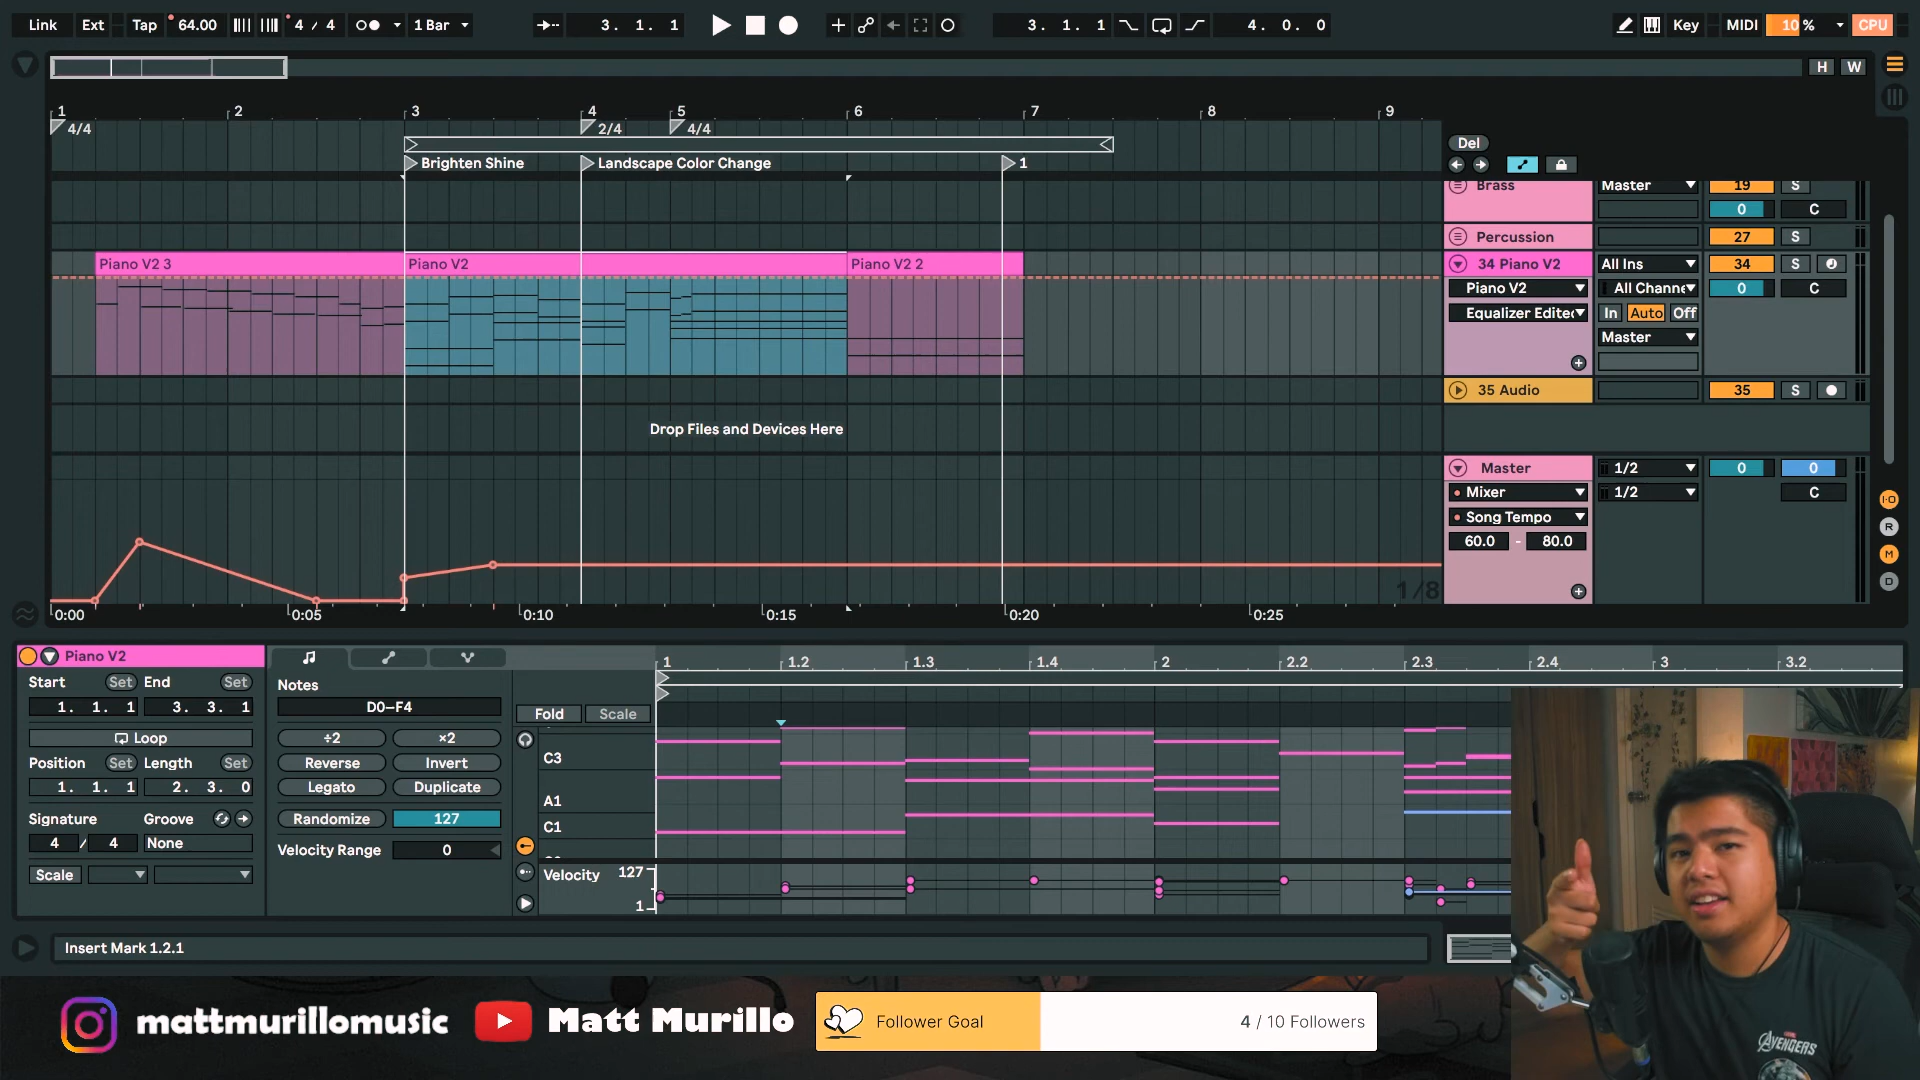 Link Ext Tap 64.00 4 / 4 1 Bar 3. 1. 1 3. 1. 1 4. 0. 0 Key MIDI 10 % CPU
H W
1 2 3 4 5 6 7 8 9
4/4 2/4 4/4
Del
Brighten Shine Landscape Color Change 1
Brass Master 19 S
0 C
Percussion 27 S
Piano V2 3 Piano V2 Piano V2 2 34 Piano V2 All Ins 34 S
Piano V2 All Channe 0 C
Equalizer Editec In Auto Off
Master
35 Audio 35 S
Drop Files and Devices Here
Master 1/2 0 0
Mixer 1/2 C
Song Tempo
60.0 - 80.0
1/8
0:00 0:05 0:10 0:15 0:20 0:25
I·O
R
M
D
Piano V2
Start Set End Set
1. 1. 1 3. 3. 1
Loop
Position Set Length Set
1. 1. 1 2. 3. 0
Signature Groove
4 / 4 None
Scale
Notes
D0–F4
÷2 ×2
Reverse Invert
Legato Duplicate
Randomize 127
Velocity Range 0
1 1.2 1.3 1.4 2 2.2 2.3 2.4 3 3.2
Fold Scale
C3
A1
C1
Velocity 127
1
Insert Mark 1.2.1
mattmurillomusic Matt Murillo Follower Goal 4 / 10 Followers
AVENGERS